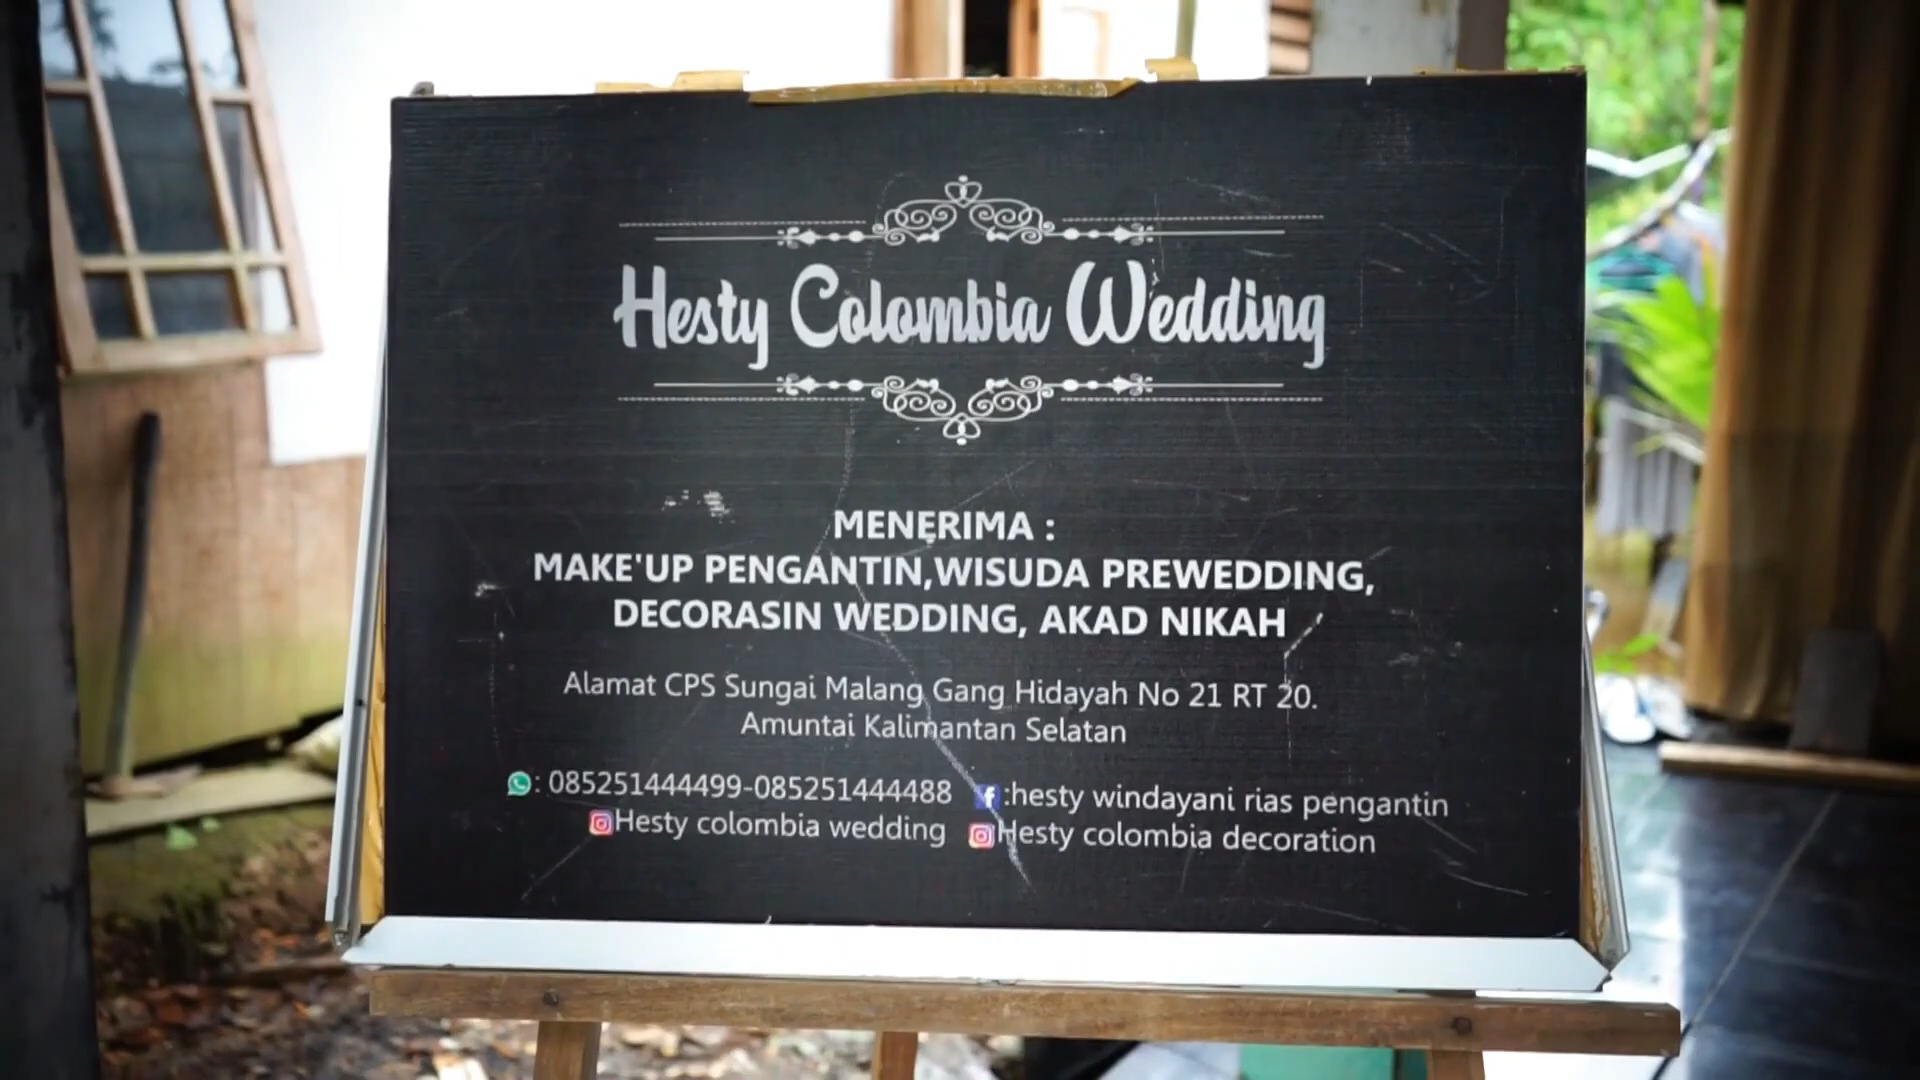 Hesty Colombia Wedding
MENERIMA :
MAKE'UP PENGANTIN,WISUDA PREWEDDING,
DECORASIN WEDDING, AKAD NIKAH
Alamat CPS Sungai Malang Gang Hidayah No 21 RT 20.
Amuntai Kalimantan Selatan
: 085251444499-085251444488 :hesty windayani rias pengantin
Hesty colombia wedding Hesty colombia decoration